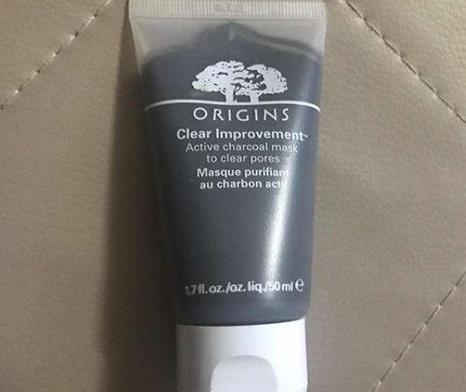 ORIGINS
Clear Improvement™
Active charcoal mask
to clear pores
Masque purifiant
au charbon actif
1.7 fl. oz./oz. liq./50 ml ℮